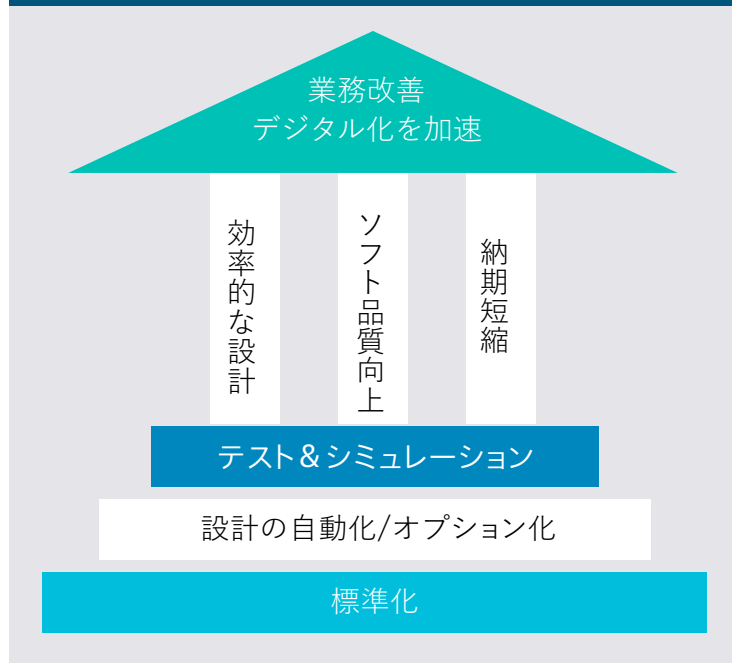 業務改善
デジタル化を加速
効率的な設計
ソフト品質向上
納期短縮
テスト&シミュレーション
設計の自動化/オプション化
標準化